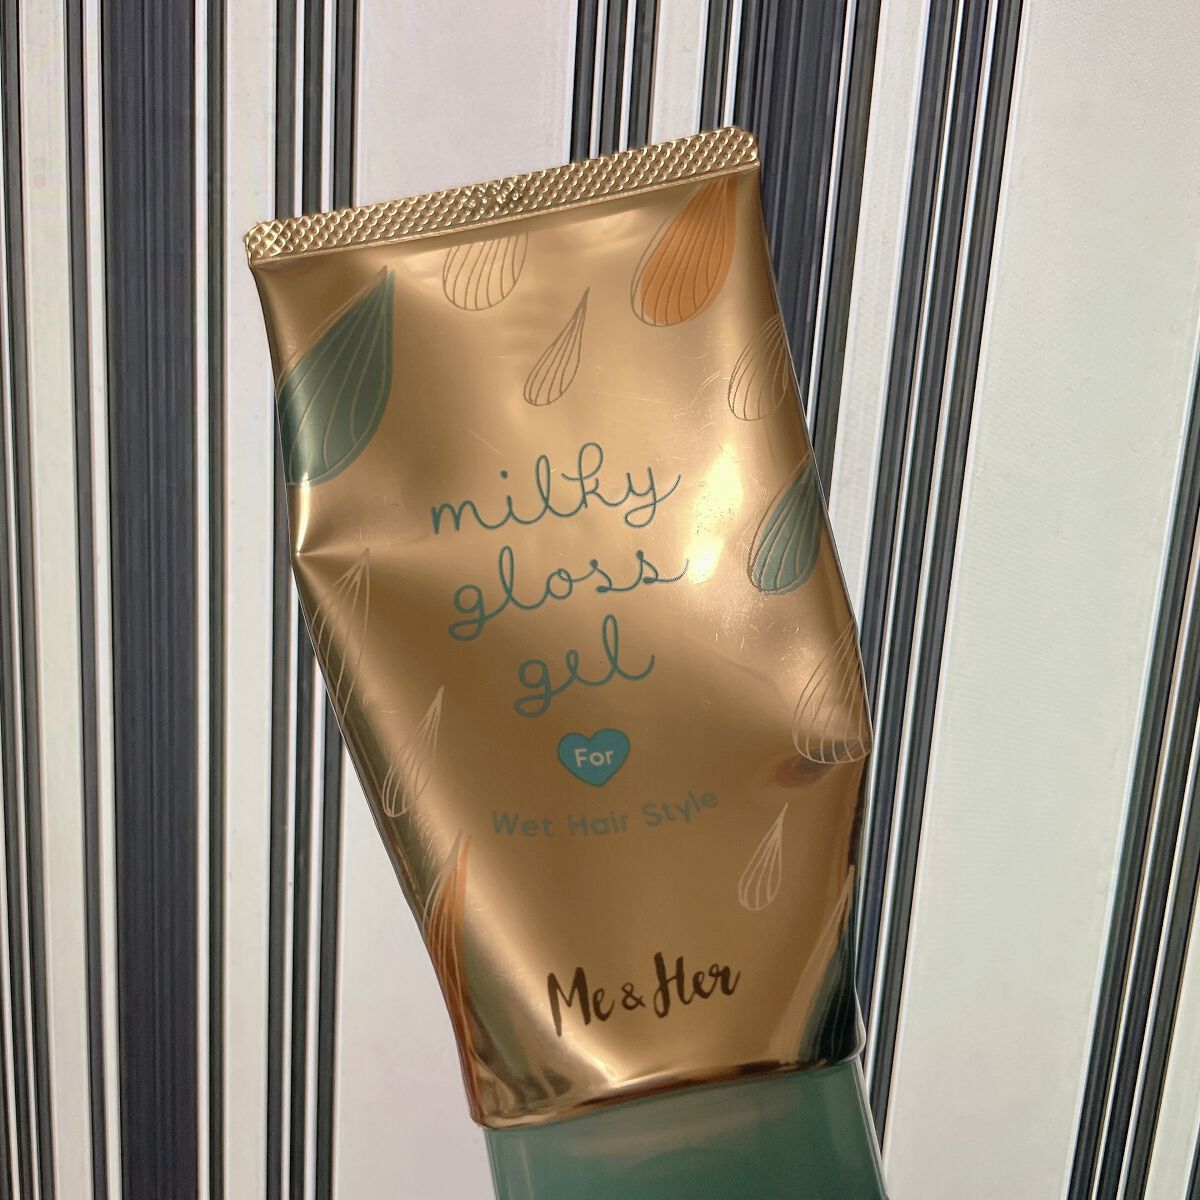 milky
gloss
gel
For
Wet Hair Style
Me & Her